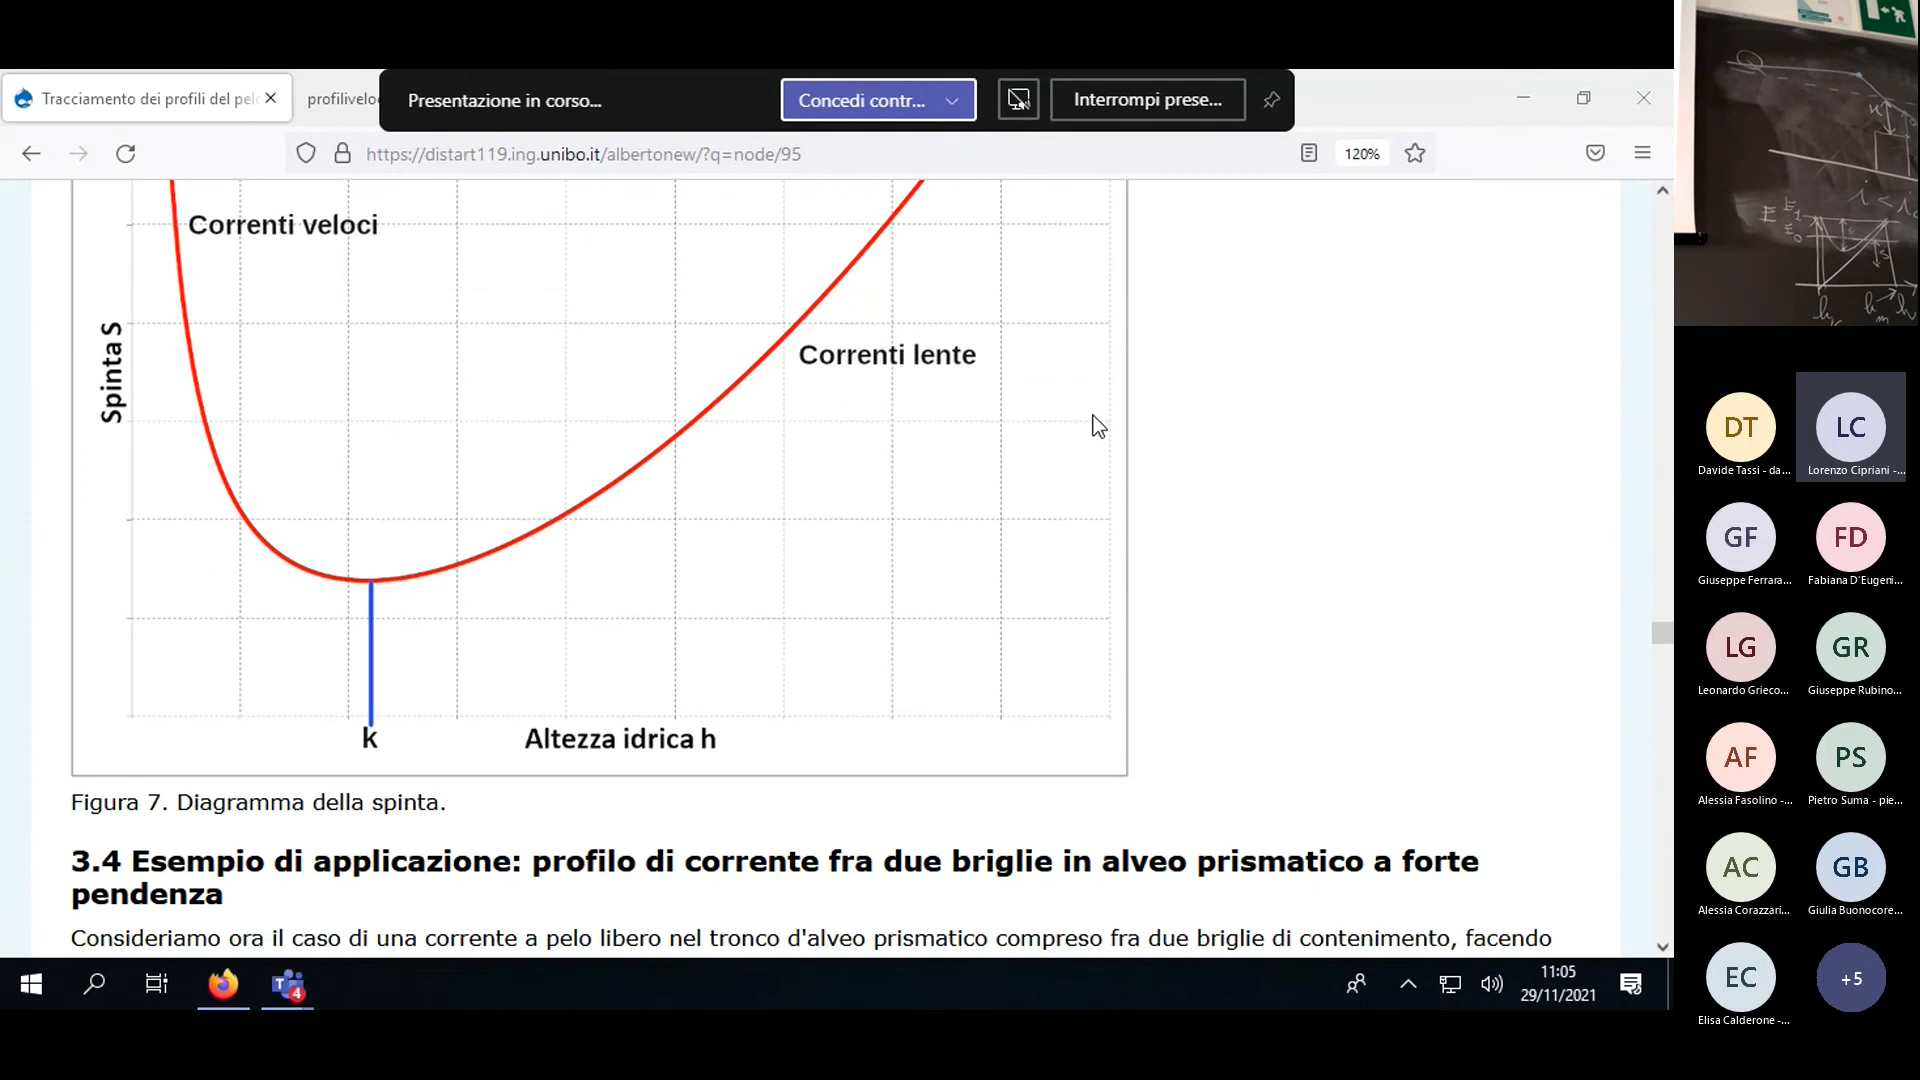 Tracciamento dei profili del pelo
profiliveloc
Presentazione in corso...
Concedi contr...
Interrompi prese...
https://distart119.ing.unibo.it/albertonew/?q=node/95
120%
Correnti veloci
Correnti lente
Spinta S
k
Altezza idrica h
Figura 7. Diagramma della spinta.
3.4 Esempio di applicazione: profilo di corrente fra due briglie in alveo prismatico a forte
pendenza
Consideriamo ora il caso di una corrente a pelo libero nel tronco d'alveo prismatico compreso fra due briglie di contenimento, facendo
4
11:05
29/11/2021
E
E1
E0
DT
Davide Tassi - da...
LC
Lorenzo Cipriani -...
GF
Giuseppe Ferrara...
FD
Fabiana D'Eugeni...
LG
Leonardo Grieco...
GR
Giuseppe Rubino...
AF
Alessia Fasolino -...
PS
Pietro Suma - pie...
AC
Alessia Corazzari...
GB
Giulia Buonocore...
EC
Elisa Calderone -...
+5